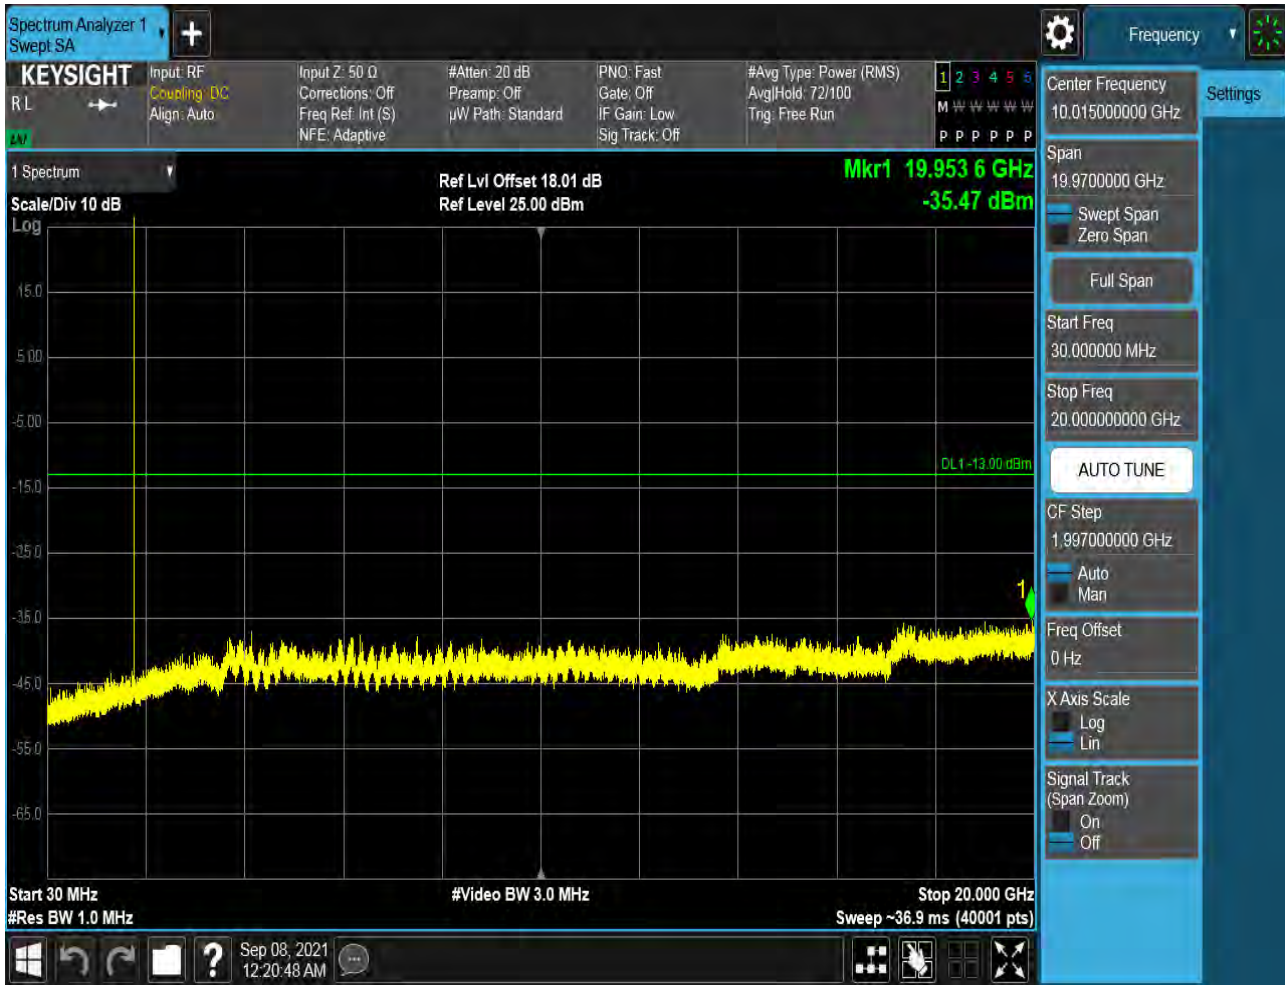 Spectrum Analyzer 1
Swept SA
Frequency
KEYSIGHT
R L
LNI
Input: RF
Coupling: DC
Align: Auto
Input Z: 50 Ω
Corrections: Off
Freq Ref: Int (S)
NFE: Adaptive
#Atten: 20 dB
Preamp: Off
µW Path: Standard
PNO: Fast
Gate: Off
IF Gain: Low
Sig Track: Off
#Avg Type: Power (RMS)
Avg|Hold: 72/100
Trig: Free Run
1 2 3 4 5 6
M W W W W W
P P P P P P
1 Spectrum
Scale/Div 10 dB
Log
Ref Lvl Offset 18.01 dB
Ref Level 25.00 dBm
Mkr1 19.953 6 GHz
-35.47 dBm
15.0
5.00
-5.00
-15.0
-25.0
-35.0
-45.0
-55.0
-65.0
DL1 -13.00 dBm
1
Start 30 MHz
#Res BW 1.0 MHz
#Video BW 3.0 MHz
Stop 20.000 GHz
Sweep ~36.9 ms (40001 pts)
Center Frequency
10.015000000 GHz
Settings
Span
19.9700000 GHz
Swept Span
Zero Span
Full Span
Start Freq
30.000000 MHz
Stop Freq
20.000000000 GHz
AUTO TUNE
CF Step
1.997000000 GHz
Auto
Man
Freq Offset
0 Hz
X Axis Scale
Log
Lin
Signal Track
(Span Zoom)
On
Off
?
Sep 08, 2021
12:20:48 AM